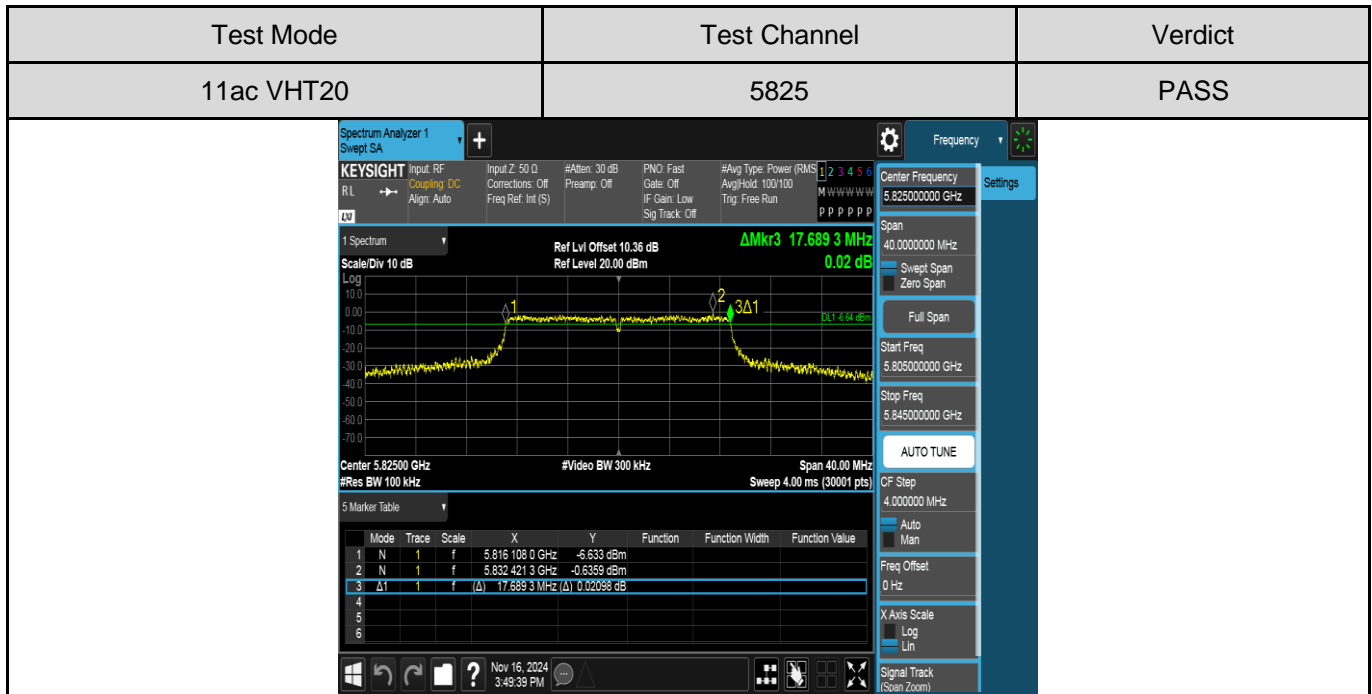 Test Mode Test Channel Verdict
11ac VHT20 5825 PASS
Spectrum Analyzer 1
Swept SA
Frequency
KEYSIGHT Input: RF Input Z: 50 Ω #Atten: 30 dB PNO: Fast #Avg Type: Power (RMS 1 2 3 4 5 6
RL Coupling: DC Corrections: Off Preamp: Off Gate: Off Avg|Hold: 100/100 M W W W W W
Align: Auto Freq Ref: Int (S) IF Gain: Low Trig: Free Run
LXI Sig Track: Off P P P P P P
1 Spectrum
Ref Lvl Offset 10.36 dB ΔMkr3 17.689 3 MHz
Scale/Div 10 dB Ref Level 20.00 dBm 0.02 dB
Log
10.0
0.00
-10.0
-20.0
-30.0
-40.0
-50.0
-60.0
-70.0
1 2 3Δ1
DL1 -6.64 dBm
Center 5.82500 GHz #Video BW 300 kHz Span 40.00 MHz
#Res BW 100 kHz Sweep 4.00 ms (30001 pts)
5 Marker Table
Mode Trace Scale X Y Function Function Width Function Value
1 N 1 f 5.816 108 0 GHz -6.633 dBm
2 N 1 f 5.832 421 3 GHz -0.6359 dBm
3 Δ1 1 f (Δ) 17.689 3 MHz (Δ) 0.02098 dB
4
5
6
Nov 16, 2024
3:49:39 PM
Center Frequency
5.825000000 GHz
Settings
Span
40.0000000 MHz
Swept Span
Zero Span
Full Span
Start Freq
5.805000000 GHz
Stop Freq
5.845000000 GHz
AUTO TUNE
CF Step
4.000000 MHz
Auto
Man
Freq Offset
0 Hz
X Axis Scale
Log
Lin
Signal Track
(Span Zoom)